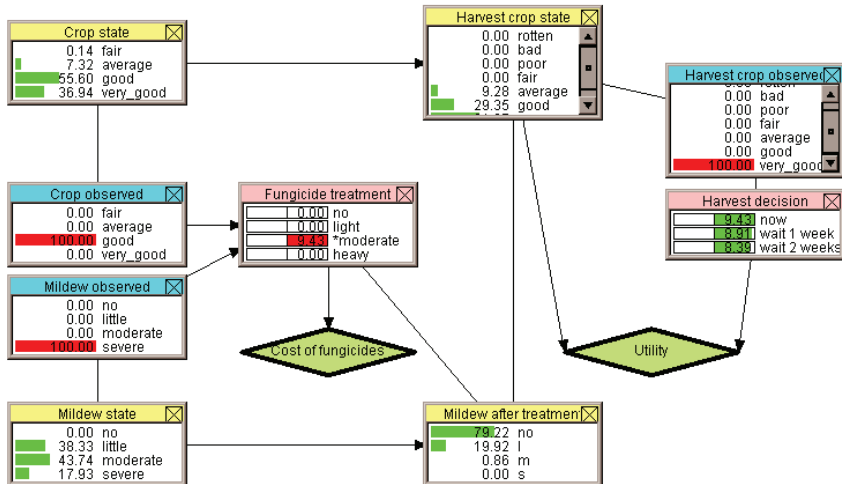 Crop state
0.14 fair
7.32 average
55.60 good
36.94 very_good
Harvest crop state
0.00 rotten
0.00 bad
0.00 poor
0.00 fair
9.28 average
29.35 good
Harvest crop observed
rotten
0.00 bad
0.00 poor
0.00 fair
0.00 average
0.00 good
100.00 very_good
Crop observed
0.00 fair
0.00 average
100.00 good
0.00 very_good
Fungicide treatment
0.00 no
0.00 light
9.43 *moderate
0.00 heavy
Harvest decision
9.43 now
8.91 wait 1 week
8.39 wait 2 weeks
Mildew observed
0.00 no
0.00 little
0.00 moderate
100.00 severe
Cost of fungicides
Utility
Mildew state
0.00 no
38.33 little
43.74 moderate
17.93 severe
Mildew after treatment
79.22 no
19.92 l
0.86 m
0.00 s